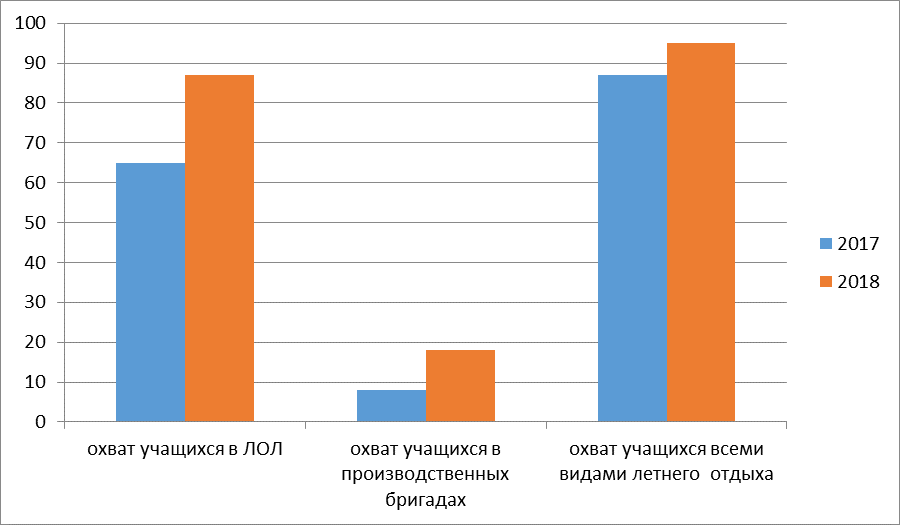 100
90
80
70
60
50
40
30
20
10
0
охват учащихся в ЛОЛ
охват учащихся в
производственных
бригадах
охват учащихся всеми
видами летнего  отдыха
2017
2018